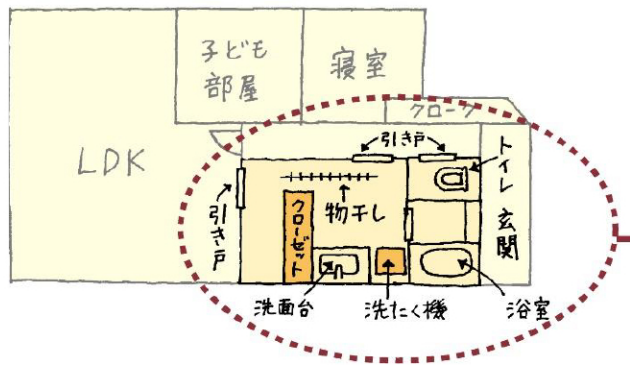 子ども
部屋
寝室
クローク
LDK
引き戸
トイレ
引き戸
物干し
クローゼット
玄関
洗面台
洗たく機
浴室